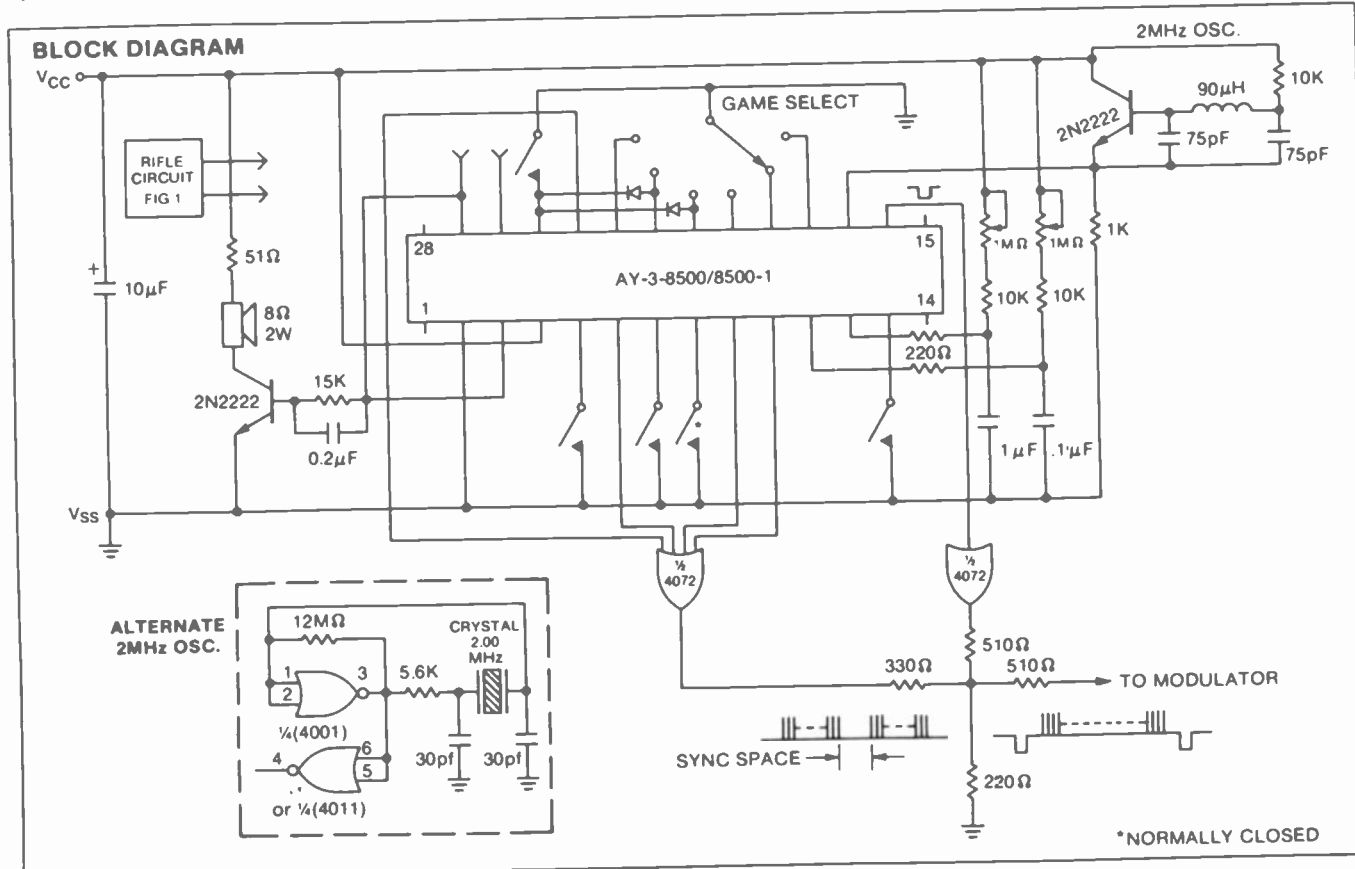 BLOCK DIAGRAM
2MHz OSC.
VCC
10K
90µH
GAME SELECT
2N2222
75pF
75pF
RIFLE
CIRCUIT
FIG 1
28
15
51Ω
1MΩ
1MΩ
1K
AY-3-8500/8500-1
+
10µF
8Ω
2W
1
14
10K
10K
220Ω
15K
2N2222
*
0.2µF
1µF
.1µF
VSS
½
4072
½
4072
ALTERNATE
2MHz OSC.
12MΩ
CRYSTAL
2.00
MHz
510Ω
1
2
3
5.6K
330Ω
510Ω
TO MODULATOR
¼(4001)
4
6
5
30pf
30pf
SYNC SPACE
220Ω
or ¼(4011)
*NORMALLY CLOSED